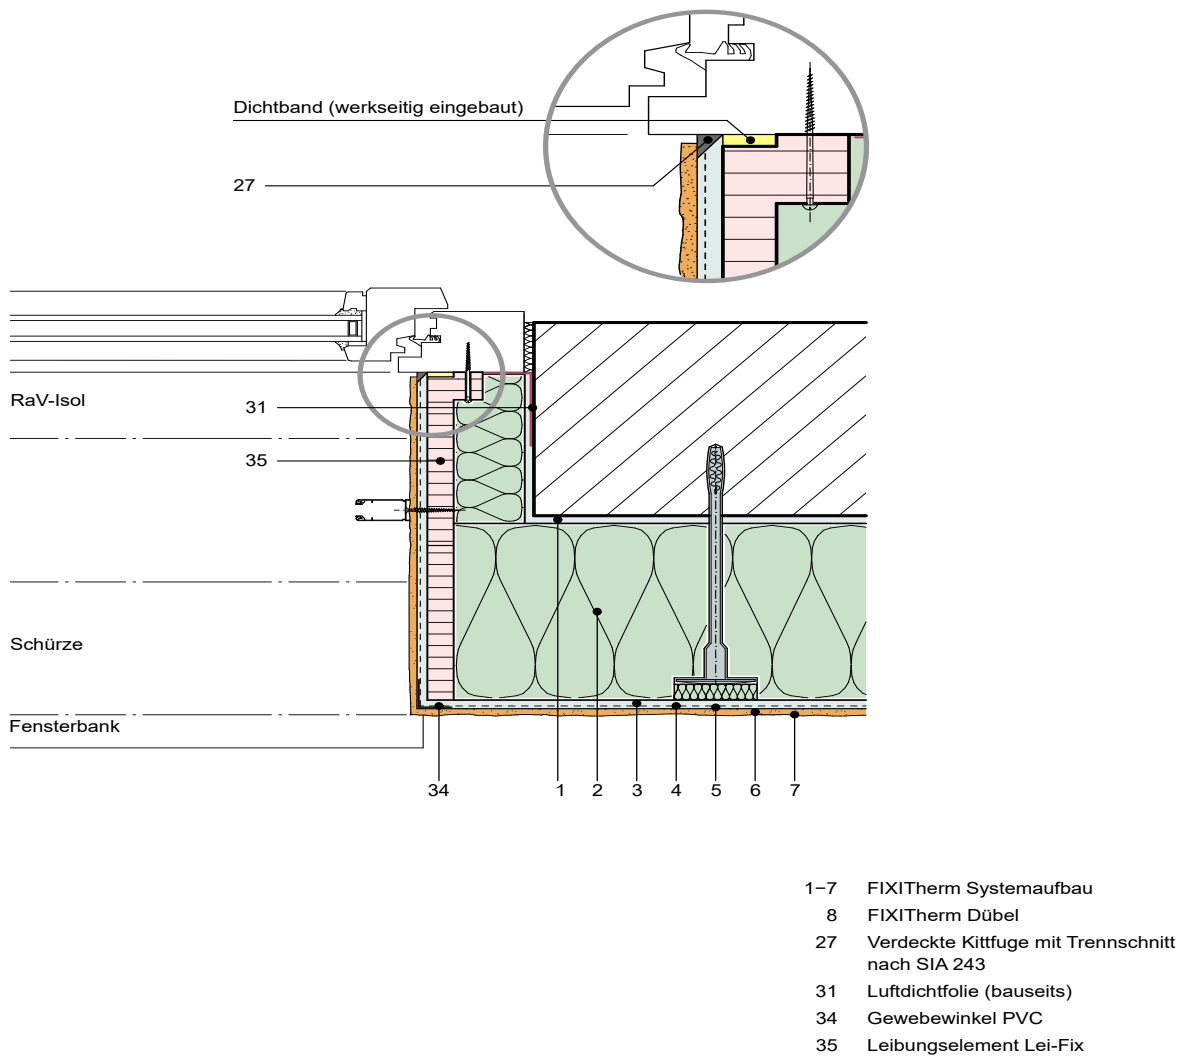 Dichtband (werkseitig eingebaut)
27
RaV-Isol
31
35
Schürze
Fensterbank
34 1 2 3 4 5 6 7
1–7 FIXITherm Systemaufbau
8 FIXITherm Dübel
27 Verdeckte Kittfuge mit Trennschnitt
nach SIA 243
31 Luftdichtfolie (bauseits)
34 Gewebewinkel PVC
35 Leibungselement Lei-Fix